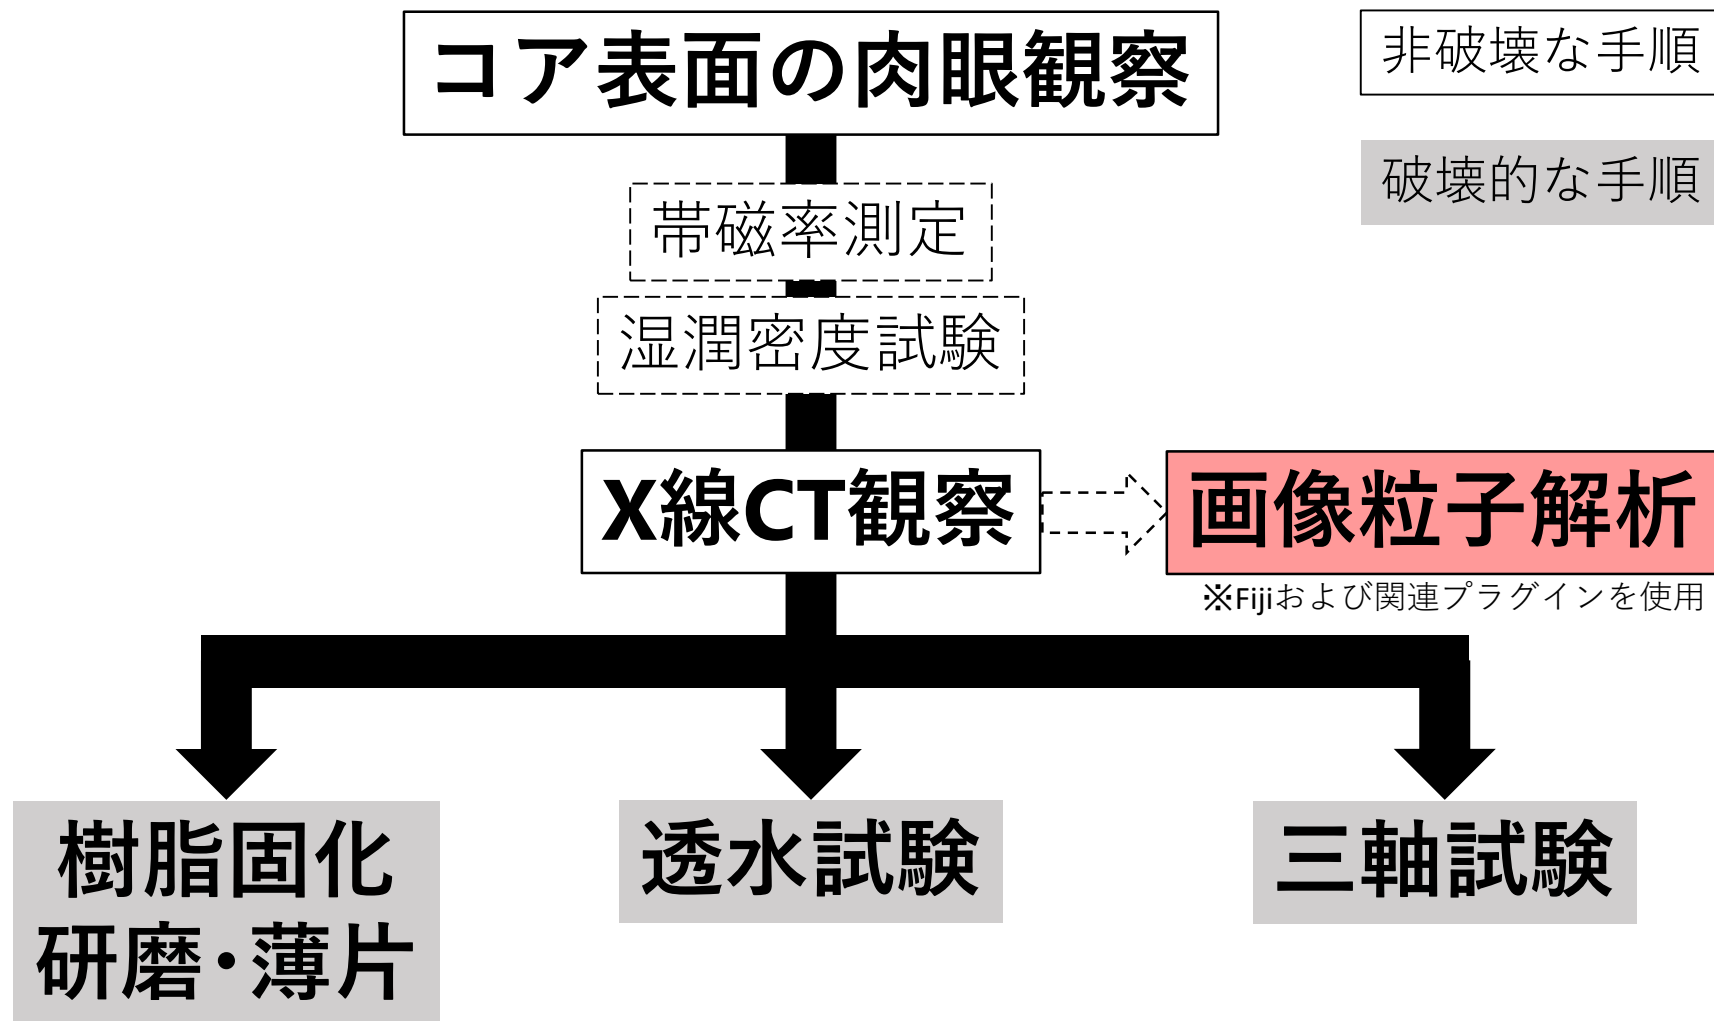 コア表面の肉眼観察
非破壊な手順
破壊的な手順
帯磁率測定
湿潤密度試験
X線CT観察
画像粒子解析
※Fijiおよび関連プラグインを使用
樹脂固化
研磨・薄片
透水試験
三軸試験